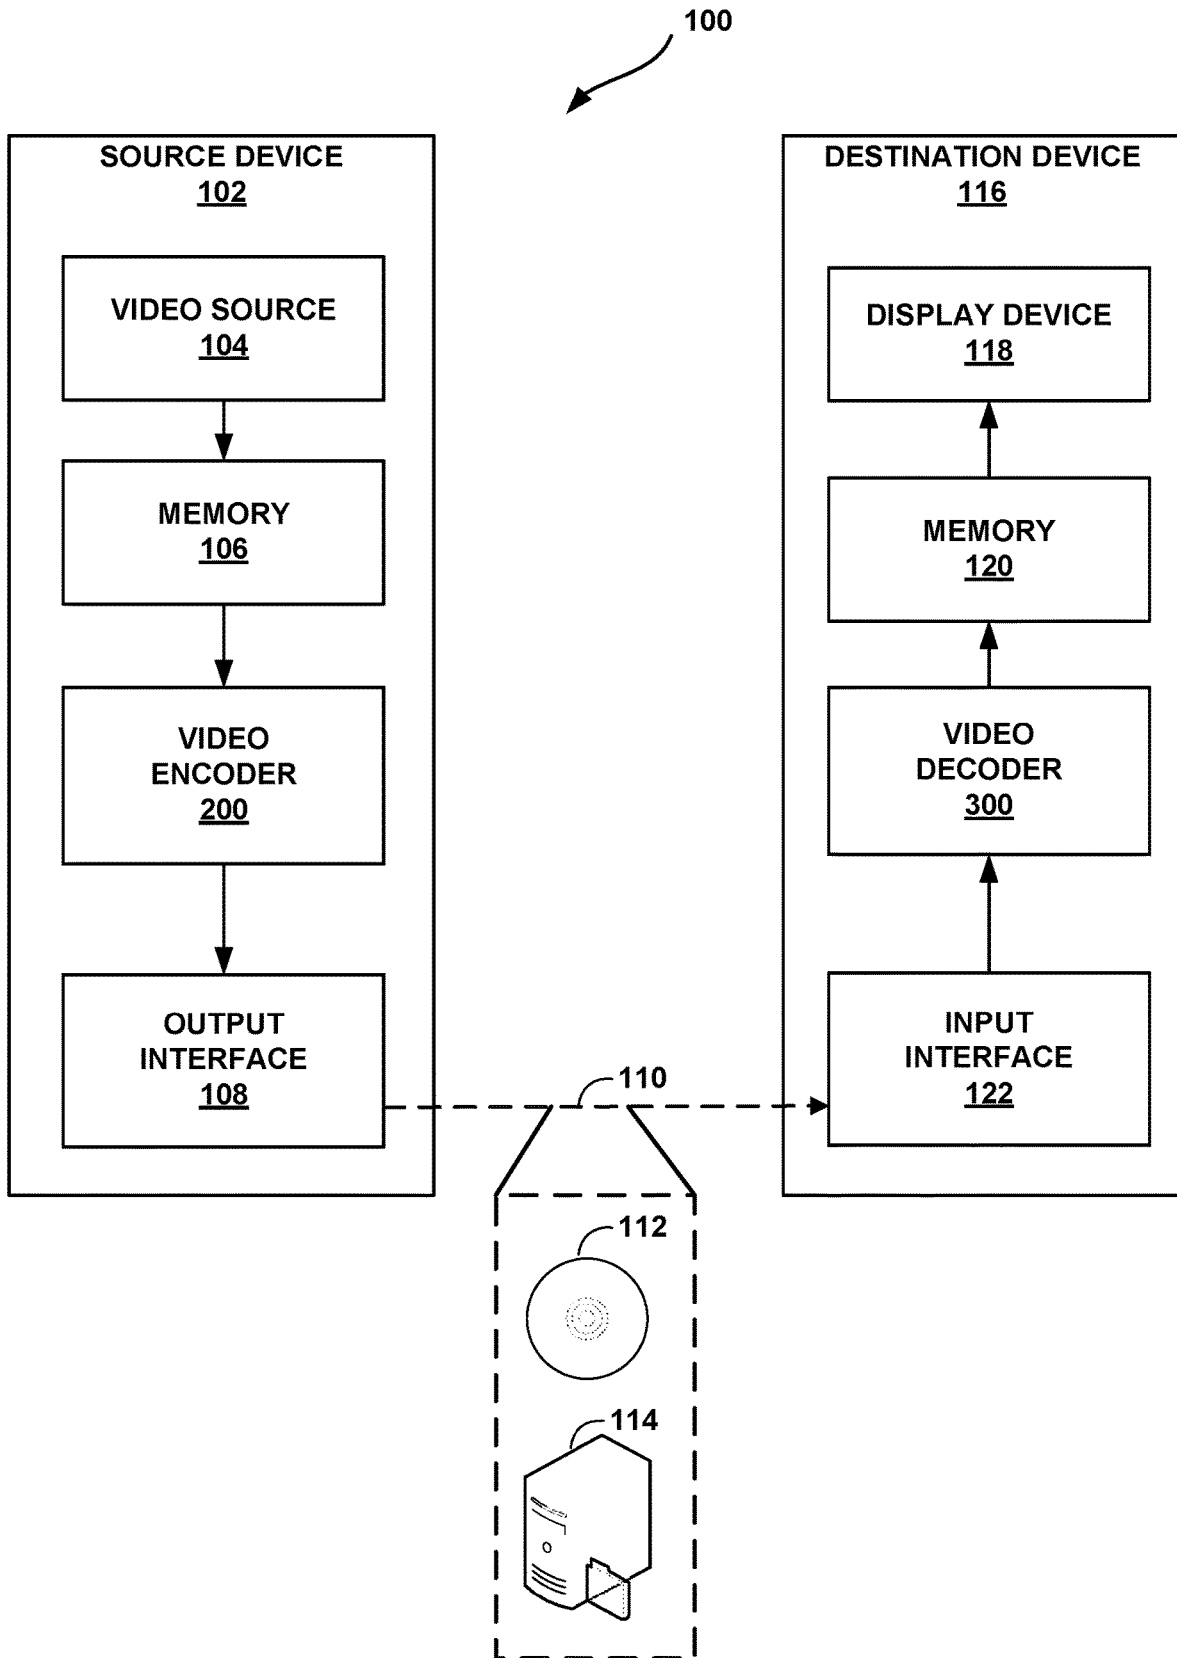 100
SOURCE DEVICE
102
VIDEO SOURCE
104
MEMORY
106
VIDEO
ENCODER
200
OUTPUT
INTERFACE
108
DESTINATION DEVICE
116
DISPLAY DEVICE
118
MEMORY
120
VIDEO
DECODER
300
INPUT
INTERFACE
122
110
112
114